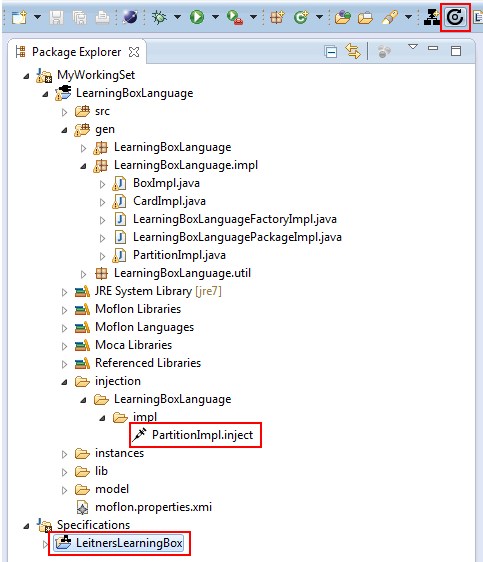 Package Explorer
MyWorkingSet
LearningBoxLanguage
src
gen
LearningBoxLanguage
LearningBoxLanguage.impl
BoxImpl.java
CardImpl.java
LearningBoxLanguageFactoryImpl.java
LearningBoxLanguagePackageImpl.java
PartitionImpl.java
LearningBoxLanguage.util
JRE System Library [jre7]
Moflon Libraries
Moflon Languages
Moca Libraries
Referenced Libraries
injection
LearningBoxLanguage
impl
PartitionImpl.inject
instances
lib
model
moflon.properties.xmi
Specifications
LeitnersLearningBox